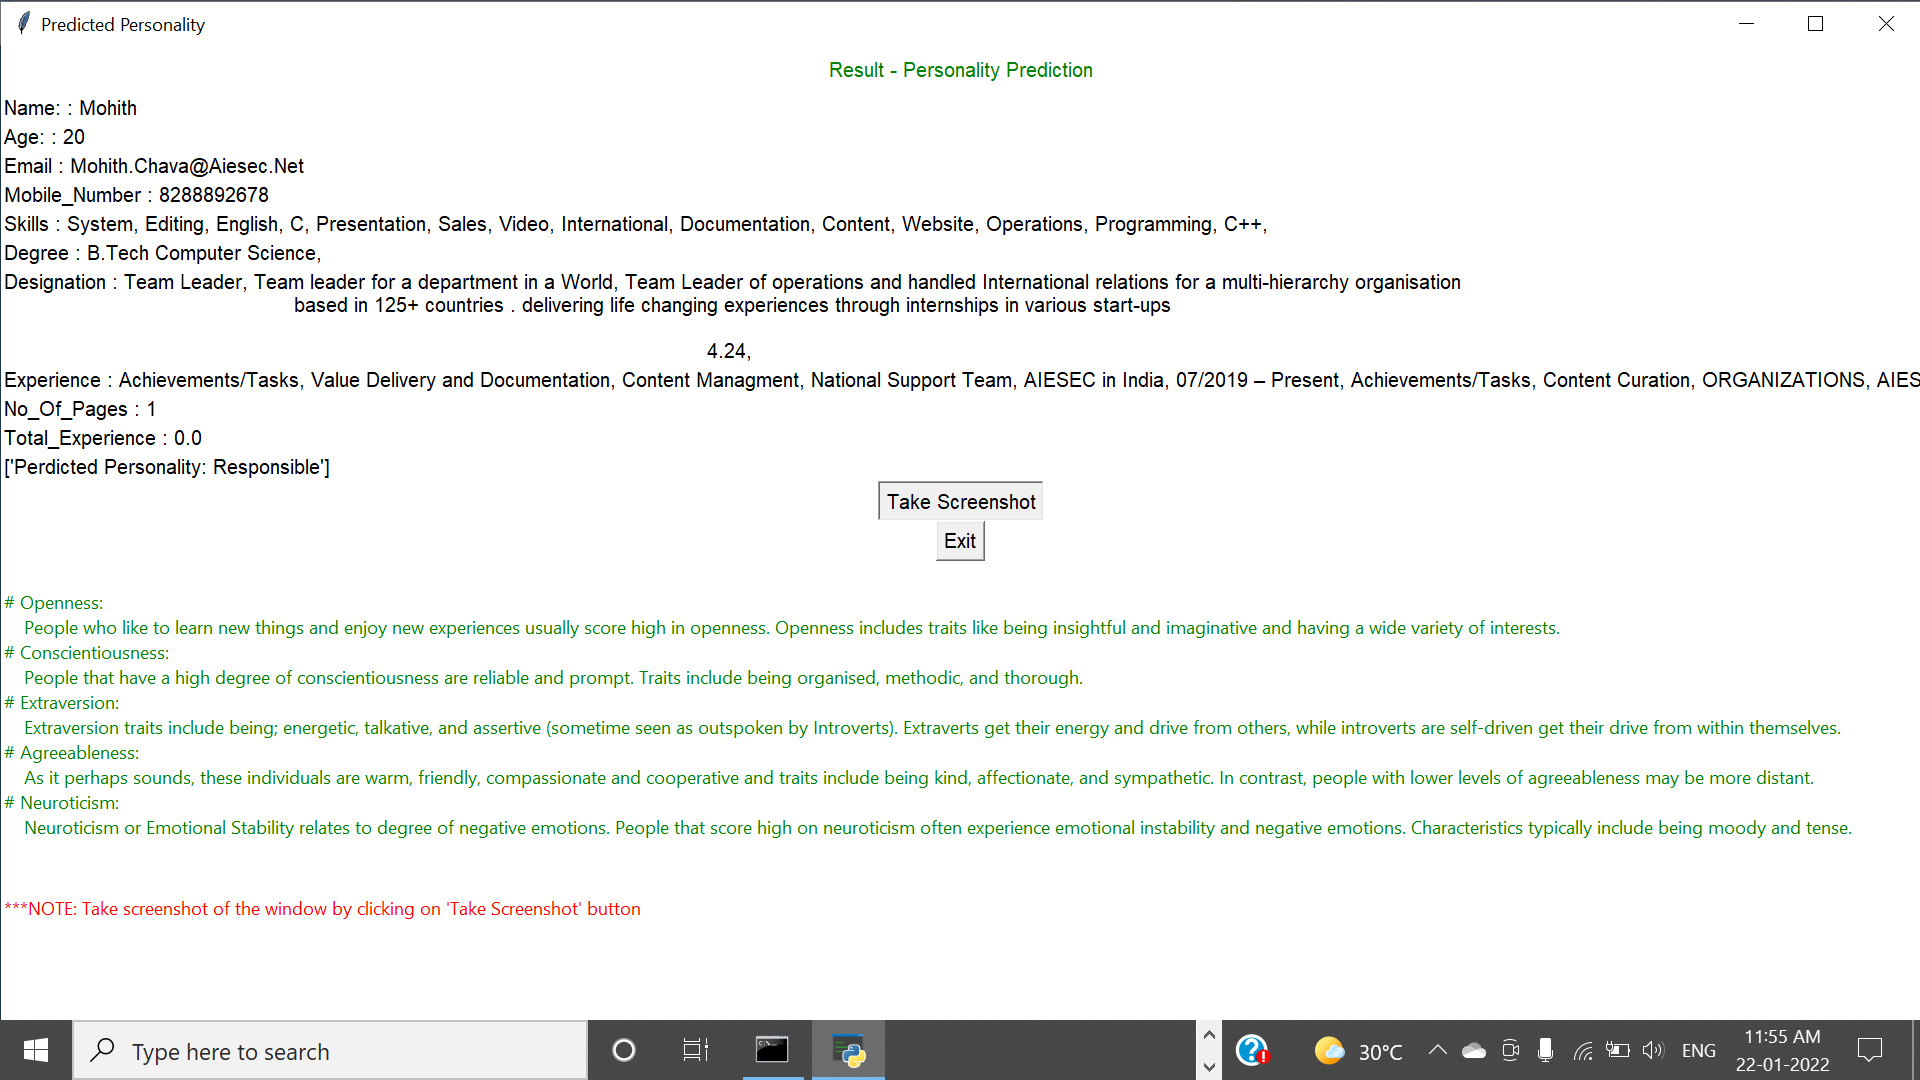 Predicted Personality
Result - Personality Prediction
Name: : Mohith
Age: : 20
Email : Mohith.Chava@Aiesec.Net
Mobile_Number : 8288892678
Skills : System, Editing, English, C, Presentation, Sales, Video, International, Documentation, Content, Website, Operations, Programming, C++,
Degree : B.Tech Computer Science,
Designation : Team Leader, Team leader for a department in a World, Team Leader of operations and handled International relations for a multi-hierarchy organisation
based in 125+ countries . delivering life changing experiences through internships in various start-ups
4.24,
Experience : Achievements/Tasks, Value Delivery and Documentation, Content Managment, National Support Team, AIESEC in India, 07/2019 – Present, Achievements/Tasks, Content Curation, ORGANIZATIONS, AIES
No_Of_Pages : 1
Total_Experience : 0.0
['Perdicted Personality: Responsible']
Take Screenshot
Exit
# Openness:
People who like to learn new things and enjoy new experiences usually score high in openness. Openness includes traits like being insightful and imaginative and having a wide variety of interests.
# Conscientiousness:
People that have a high degree of conscientiousness are reliable and prompt. Traits include being organised, methodic, and thorough.
# Extraversion:
Extraversion traits include being; energetic, talkative, and assertive (sometime seen as outspoken by Introverts). Extraverts get their energy and drive from others, while introverts are self-driven get their drive from within themselves.
# Agreeableness:
As it perhaps sounds, these individuals are warm, friendly, compassionate and cooperative and traits include being kind, affectionate, and sympathetic. In contrast, people with lower levels of agreeableness may be more distant.
# Neuroticism:
Neuroticism or Emotional Stability relates to degree of negative emotions. People that score high on neuroticism often experience emotional instability and negative emotions. Characteristics typically include being moody and tense.
***NOTE: Take screenshot of the window by clicking on 'Take Screenshot' button
Type here to search
30°C
ENG
11:55 AM
22-01-2022